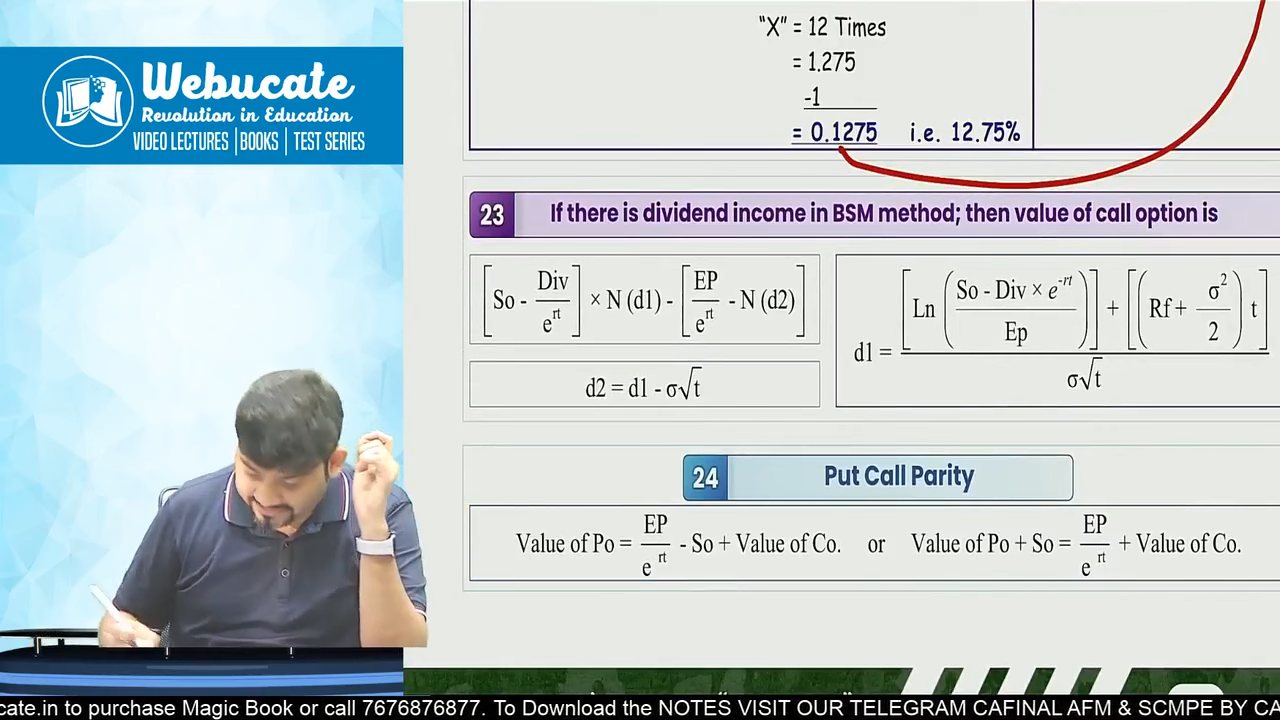 "X" = 12 Times
= 1.275
-1
= 0.1275 i.e. 12.75%
Webucate
Revolution in Education
VIDEO LECTURES | BOOKS | TEST SERIES
23 If there is dividend income in BSM method; then value of call option is
[So - Div/e^rt] × N (d1) - [EP/e^rt - N (d2)]
d2 = d1 - σ√t
d1 = ([Ln ((So - Div × e^-rt)/Ep)] + [(Rf + σ^2/2) t])/σ√t
24 Put Call Parity
Value of Po = EP/e^rt - So + Value of Co. or Value of Po + So = EP/e^rt + Value of Co.
cate.in to purchase Magic Book or call 7676876877. To Download the NOTES VISIT OUR TELEGRAM CAFINAL AFM & SCMPE BY CA